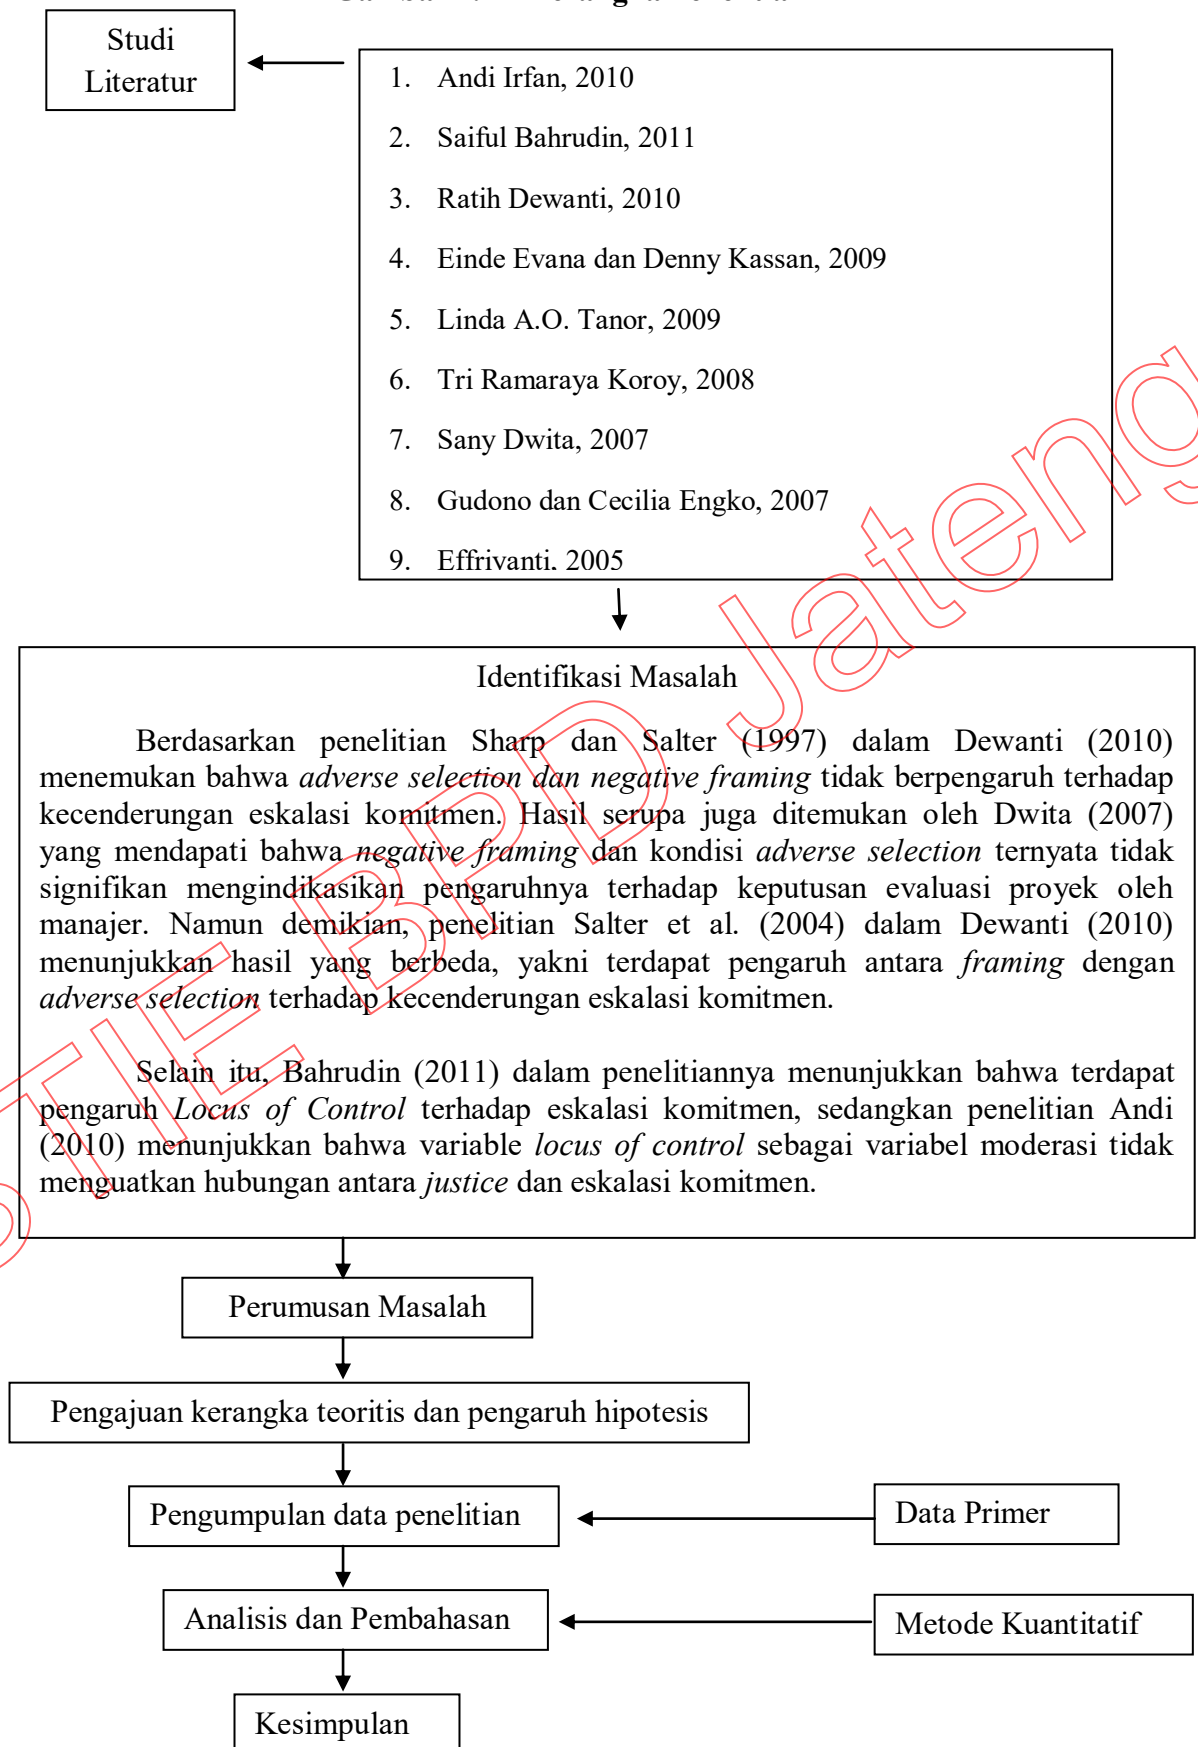 Studi
Literatur
1. Andi Irfan, 2010
2. Saiful Bahrudin, 2011
3. Ratih Dewanti, 2010
4. Einde Evana dan Denny Kassan, 2009
5. Linda A.O. Tanor, 2009
6. Tri Ramaraya Koroy, 2008
7. Sany Dwita, 2007
8. Gudono dan Cecilia Engko, 2007
9. Effriyanti, 2005
Identifikasi Masalah
Berdasarkan penelitian Sharp dan Salter (1997) dalam Dewanti (2010)
menemukan bahwa adverse selection dan negative framing tidak berpengaruh terhadap
kecenderungan eskalasi komitmen. Hasil serupa juga ditemukan oleh Dwita (2007)
yang mendapati bahwa negative framing dan kondisi adverse selection ternyata tidak
signifikan mengindikasikan pengaruhnya terhadap keputusan evaluasi proyek oleh
manajer. Namun demikian, penelitian Salter et al. (2004) dalam Dewanti (2010)
menunjukkan hasil yang berbeda, yakni terdapat pengaruh antara framing dengan
adverse selection terhadap kecenderungan eskalasi komitmen.
Selain itu, Bahrudin (2011) dalam penelitiannya menunjukkan bahwa terdapat
pengaruh Locus of Control terhadap eskalasi komitmen, sedangkan penelitian Andi
(2010) menunjukkan bahwa variable locus of control sebagai variabel moderasi tidak
menguatkan hubungan antara justice dan eskalasi komitmen.
Perumusan Masalah
Pengajuan kerangka teoritis dan pengaruh hipotesis
Pengumpulan data penelitian
Data Primer
Analisis dan Pembahasan
Metode Kuantitatif
Kesimpulan
STIE BPD Jateng